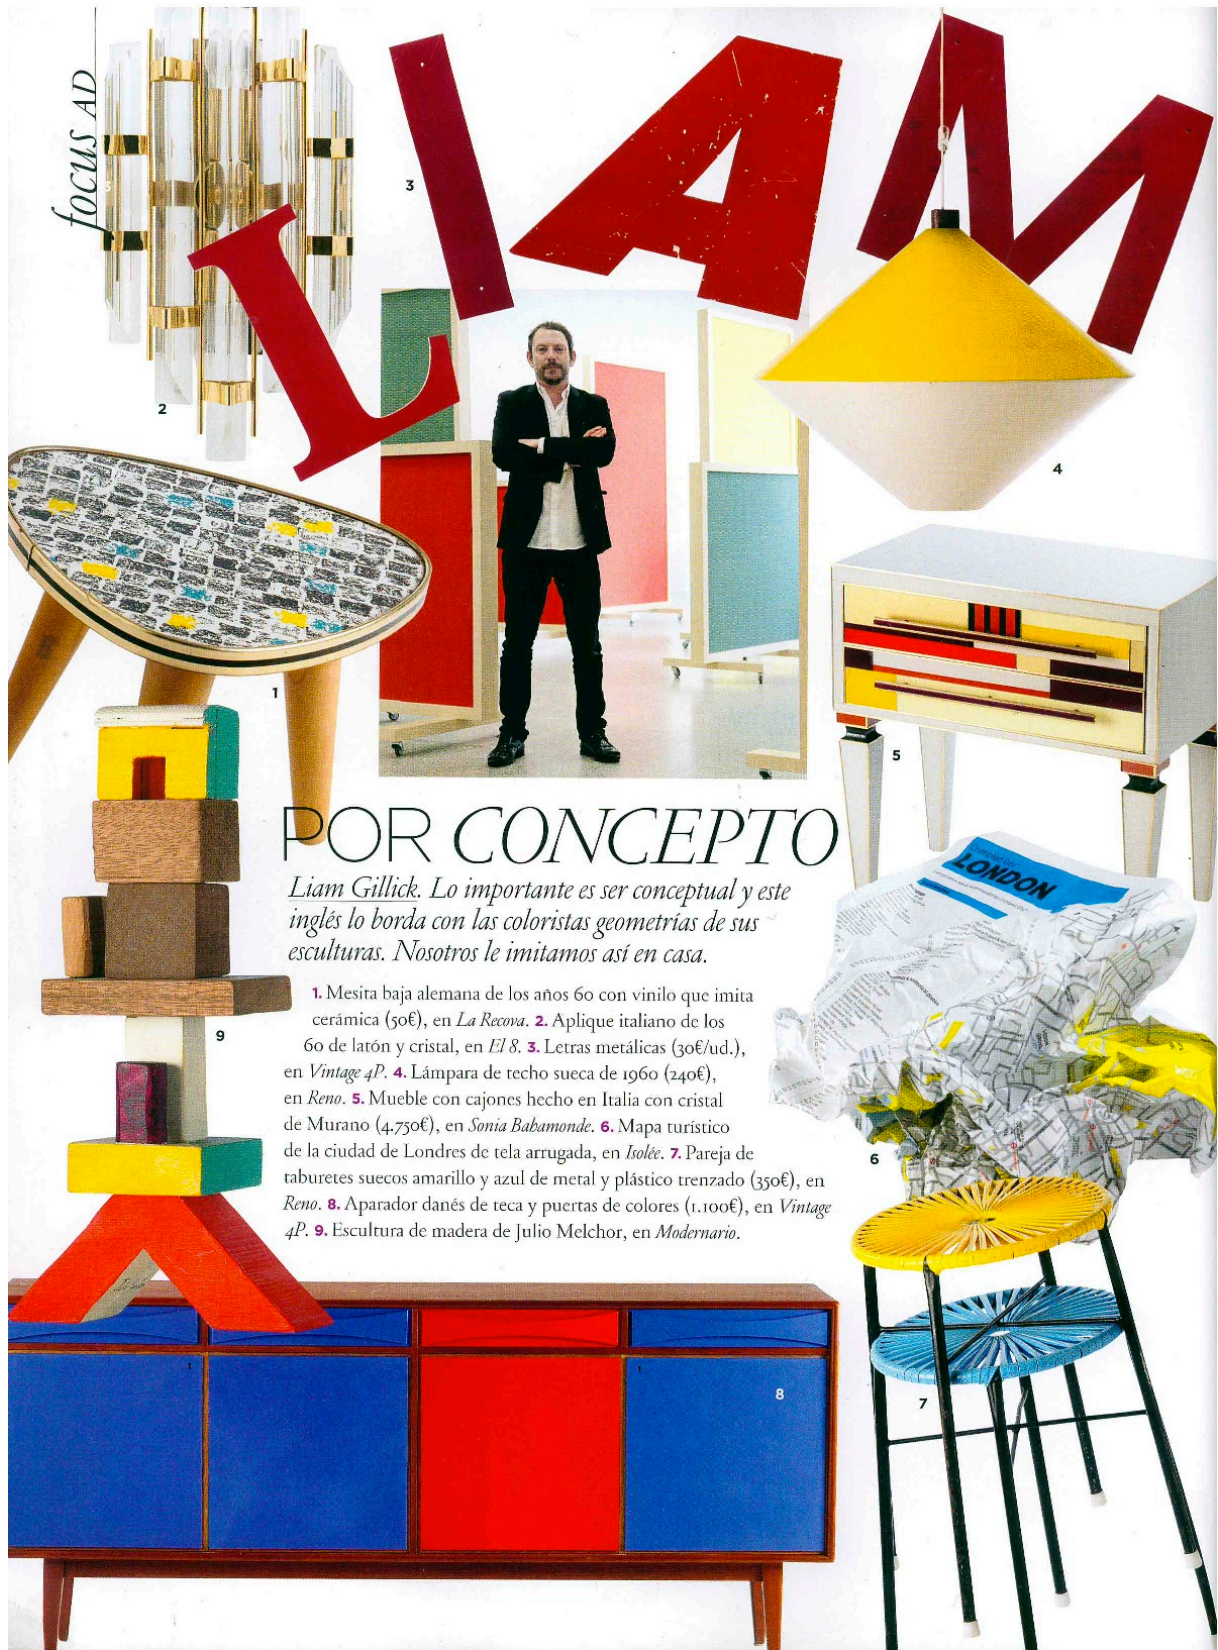 focus AD
LIAM
3
2
4
1
5
POR CONCEPTO
Liam Gillick. Lo importante es ser conceptual y este
inglés lo borda con las coloristas geometrías de sus
esculturas. Nosotros le imitamos así en casa.
1. Mesita baja alemana de los años 60 con vinilo que imita
cerámica (50€), en La Recova. 2. Aplique italiano de los
60 de latón y cristal, en El 8. 3. Letras metálicas (30€/ud.),
en Vintage 4P. 4. Lámpara de techo sueca de 1960 (240€),
en Reno. 5. Mueble con cajones hecho en Italia con cristal
de Murano (4.750€), en Sonia Bahamonde. 6. Mapa turístico
de la ciudad de Londres de tela arrugada, en Isolée. 7. Pareja de
taburetes suecos amarillo y azul de metal y plástico trenzado (350€), en
Reno. 8. Aparador danés de teca y puertas de colores (1.100€), en Vintage
4P. 9. Escultura de madera de Julio Melchor, en Modernario.
LONDON
9
6
8
7